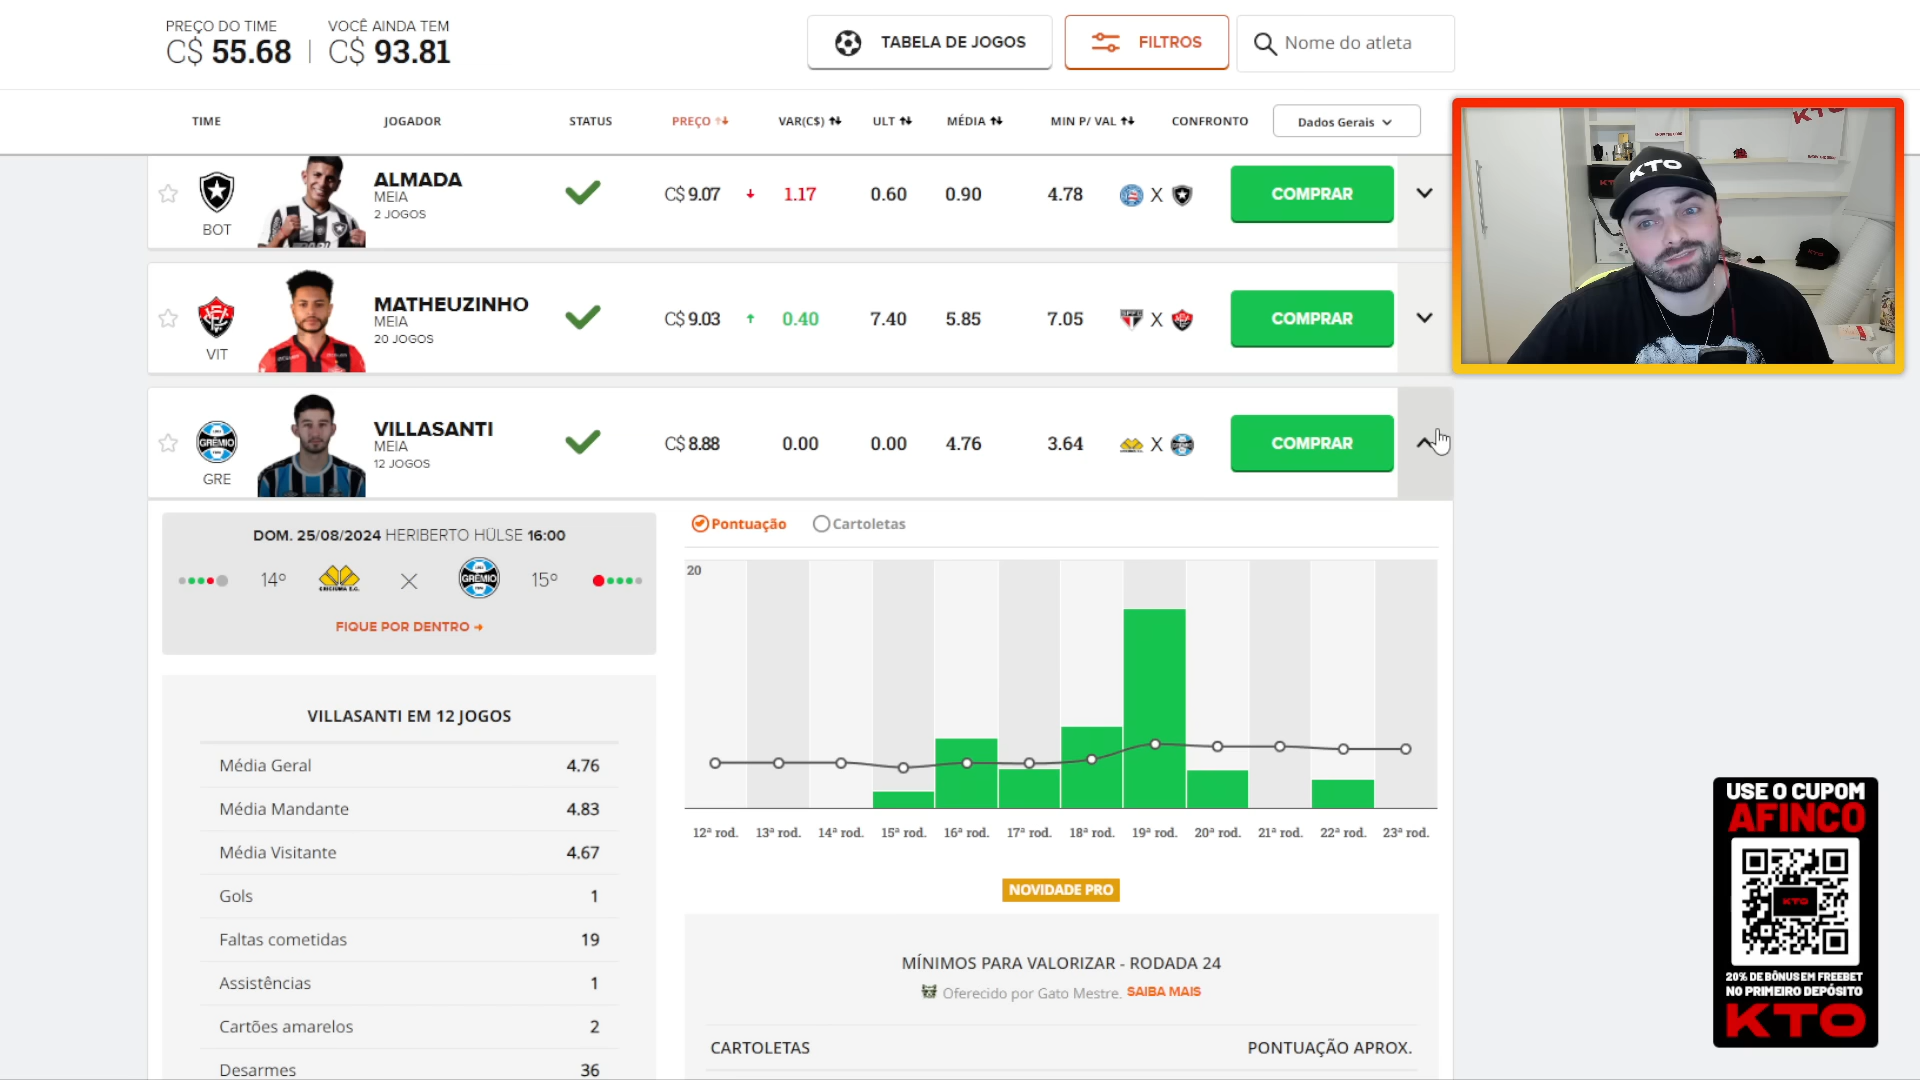 PREÇO DO TIME
C$ 55.68
VOCÊ AINDA TEM
C$ 93.81
TABELA DE JOGOS
FILTROS
Nome do atleta
TIME JOGADOR STATUS PREÇO VAR(C$) ULT MÉDIA MIN P/ VAL CONFRONTO Dados Gerais
BOT
ALMADA
MEIA
2 JOGOS
C$ 9.07 1.17 0.60 0.90 4.78 X COMPRAR
VIT
MATHEUZINHO
MEIA
20 JOGOS
C$ 9.03 0.40 7.40 5.85 7.05 X COMPRAR
GRÊMIO
GRE
VILLASANTI
MEIA
12 JOGOS
C$ 8.88 0.00 0.00 4.76 3.64 X COMPRAR
DOM. 25/08/2024 HERIBERTO HÜLSE 16:00
14º CRICIÚMA E.C. GRÊMIO 15º
FIQUE POR DENTRO
VILLASANTI EM 12 JOGOS
Média Geral 4.76
Média Mandante 4.83
Média Visitante 4.67
Gols 1
Faltas cometidas 19
Assistências 1
Cartões amarelos 2
Desarmes 36
Pontuação Cartoletas
20
12ª rod. 13ª rod. 14ª rod. 15ª rod. 16ª rod. 17ª rod. 18ª rod. 19ª rod. 20ª rod. 21ª rod. 22ª rod. 23ª rod.
NOVIDADE PRO
MÍNIMOS PARA VALORIZAR - RODADA 24
Oferecido por Gato Mestre. SAIBA MAIS
CARTOLETAS PONTUAÇÃO APROX.
KTO
KTO
USE O CUPOM
AFINCO
KTO
20% DE BÔNUS EM FREEBET
NO PRIMEIRO DEPÓSITO
KTO